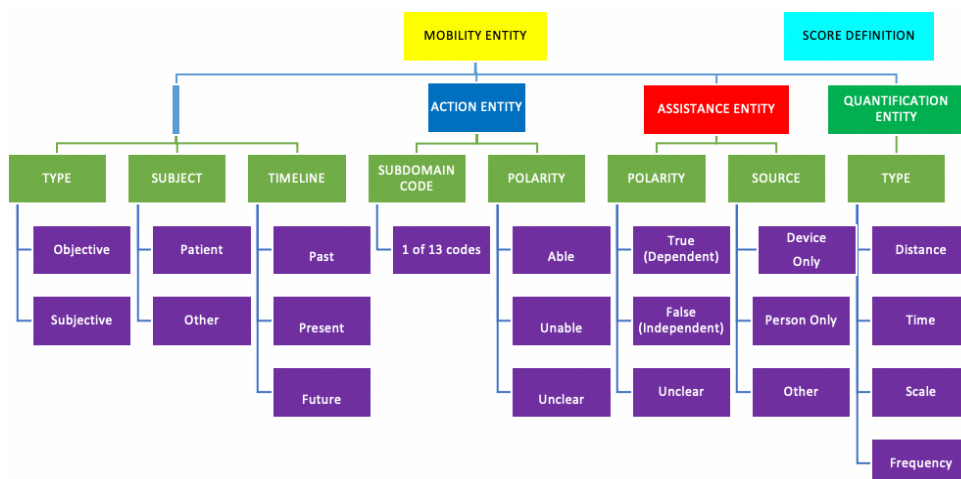 MOBILITY ENTITY
SCORE DEFINITION
ACTION ENTITY
ASSISTANCE ENTITY
QUANTIFICATION
ENTITY
TYPE
SUBJECT
TIMELINE
SUBDOMAIN
CODE
POLARITY
POLARITY
SOURCE
TYPE
Objective
Patient
Past
1 of 13 codes
Able
True
(Dependent)
Device
Only
Distance
Subjective
Other
Present
Unable
False
(Independent)
Person Only
Time
Future
Unclear
Unclear
Other
Scale
Frequency